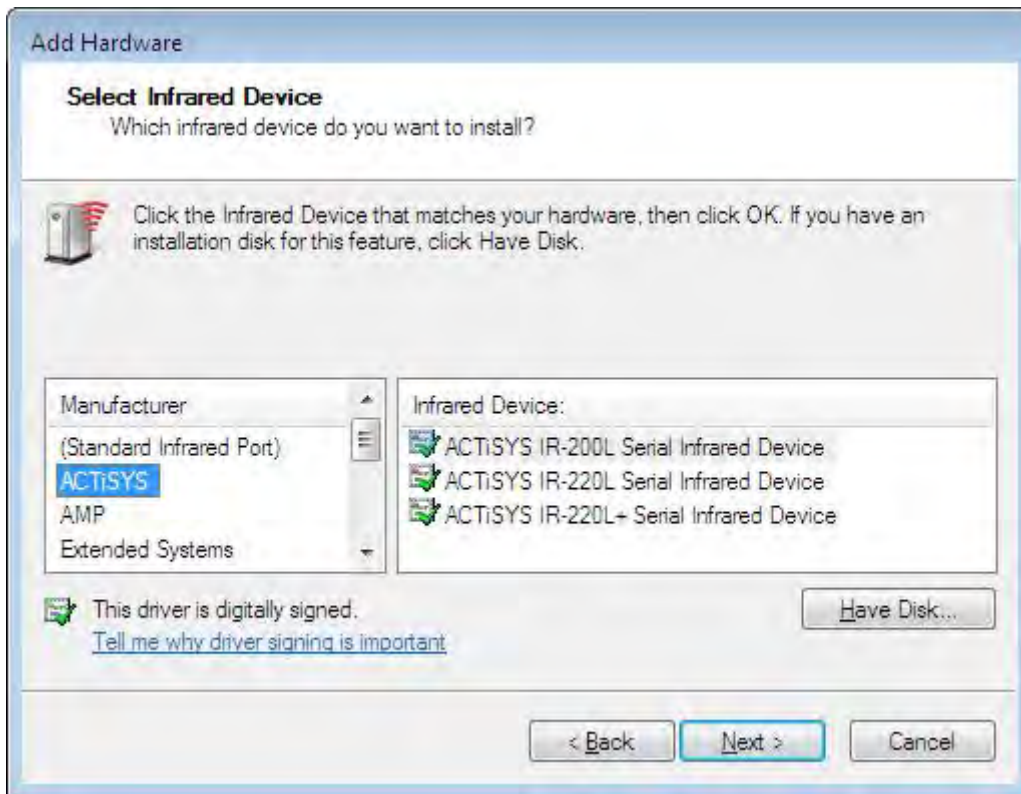 Add Hardware
Select Infrared Device
Which infrared device do you want to install?
Click the Infrared Device that matches your hardware, then click OK. If you have an
installation disk for this feature, click Have Disk.
Manufacturer
(Standard Infrared Port)
ACTiSYS
AMP
Extended Systems
Infrared Device:
ACTiSYS IR-200L Serial Infrared Device
ACTiSYS IR-220L Serial Infrared Device
ACTiSYS IR-220L+ Serial Infrared Device
This driver is digitally signed.
Tell me why driver signing is important
Have Disk...
< Back
Next >
Cancel